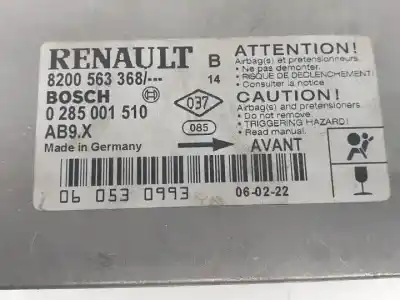 RENAULT B
8200 563 368/--- 14
BOSCH
0 285 001 510
AB9.X
Made in Germany
037
085
AVANT
06 053 0993
06-02-22
ATTENTION!
Airbag(s) et pretensionneurs.
• Ne pas demonter.
• RISQUE DE DECLENCHEMENT!
• Consulter la notice
CAUTION!
Airbag(s) and pretensioners.
• Do not remove
• TRIGGERING HAZARD!
• Read manual.